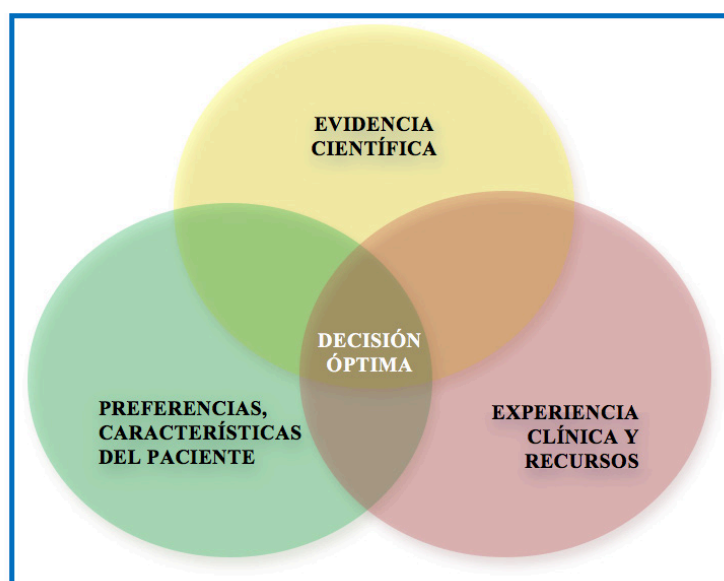 EVIDENCIA
CIENTÍFICA
DECISIÓN
ÓPTIMA
PREFERENCIAS,
CARACTERÍSTICAS
DEL PACIENTE
EXPERIENCIA
CLÍNICA Y
RECURSOS